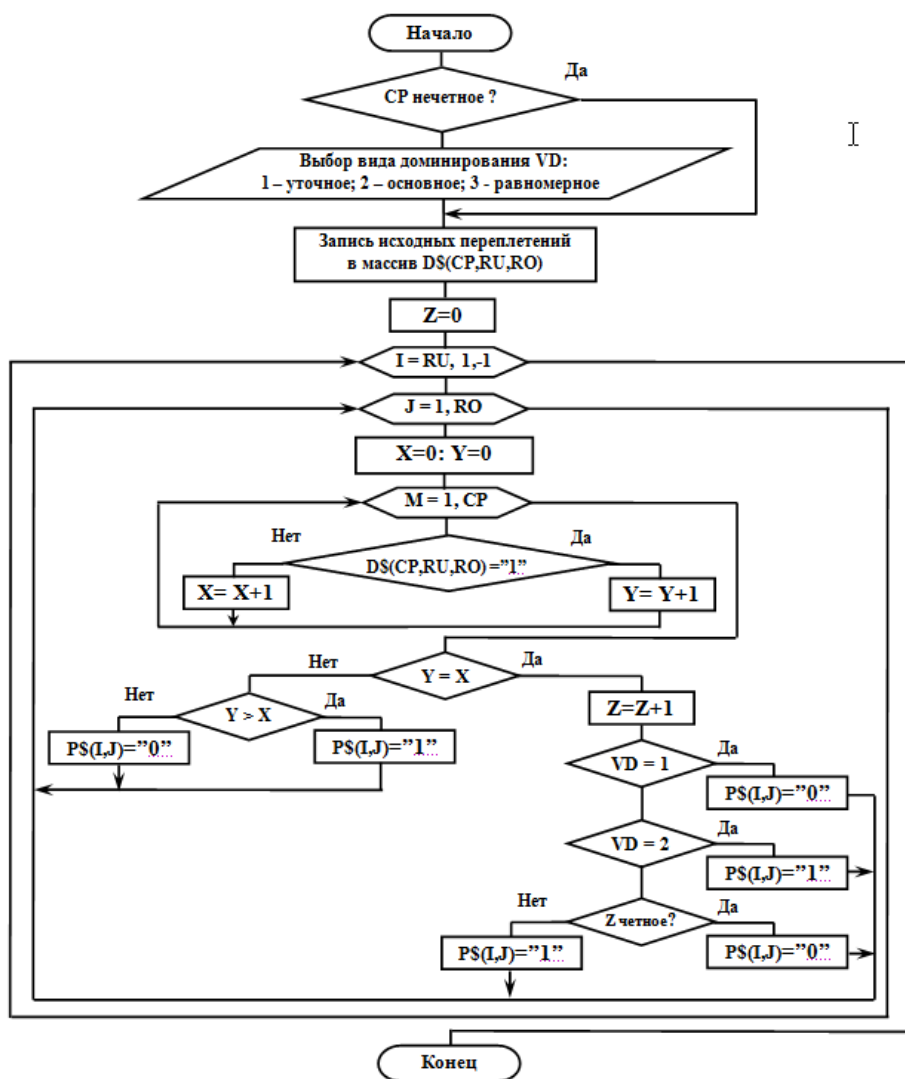 Начало
Да
CP нечетное ?
Выбор вида доминирования VD:
1 – уточное; 2 – основное; 3 - равномерное
Запись исходных переплетений
в массив D$(CP,RU,RO)
Z=0
I = RU, 1,-1
J = 1, RO
X=0: Y=0
M = 1, CP
Нет
Да
D$(CP,RU,RO) =”1”
X= X+1
Y= Y+1
Нет
Y = X
Да
Нет
Y > X
Да
Z=Z+1
P$(I,J)=”0”
P$(I,J)=”1”
VD = 1
Да
P$(I,J)=”0”
VD = 2
Да
P$(I,J)=”1”
Нет
Z четное?
Да
P$(I,J)=”1”
P$(I,J)=”0”
Конец